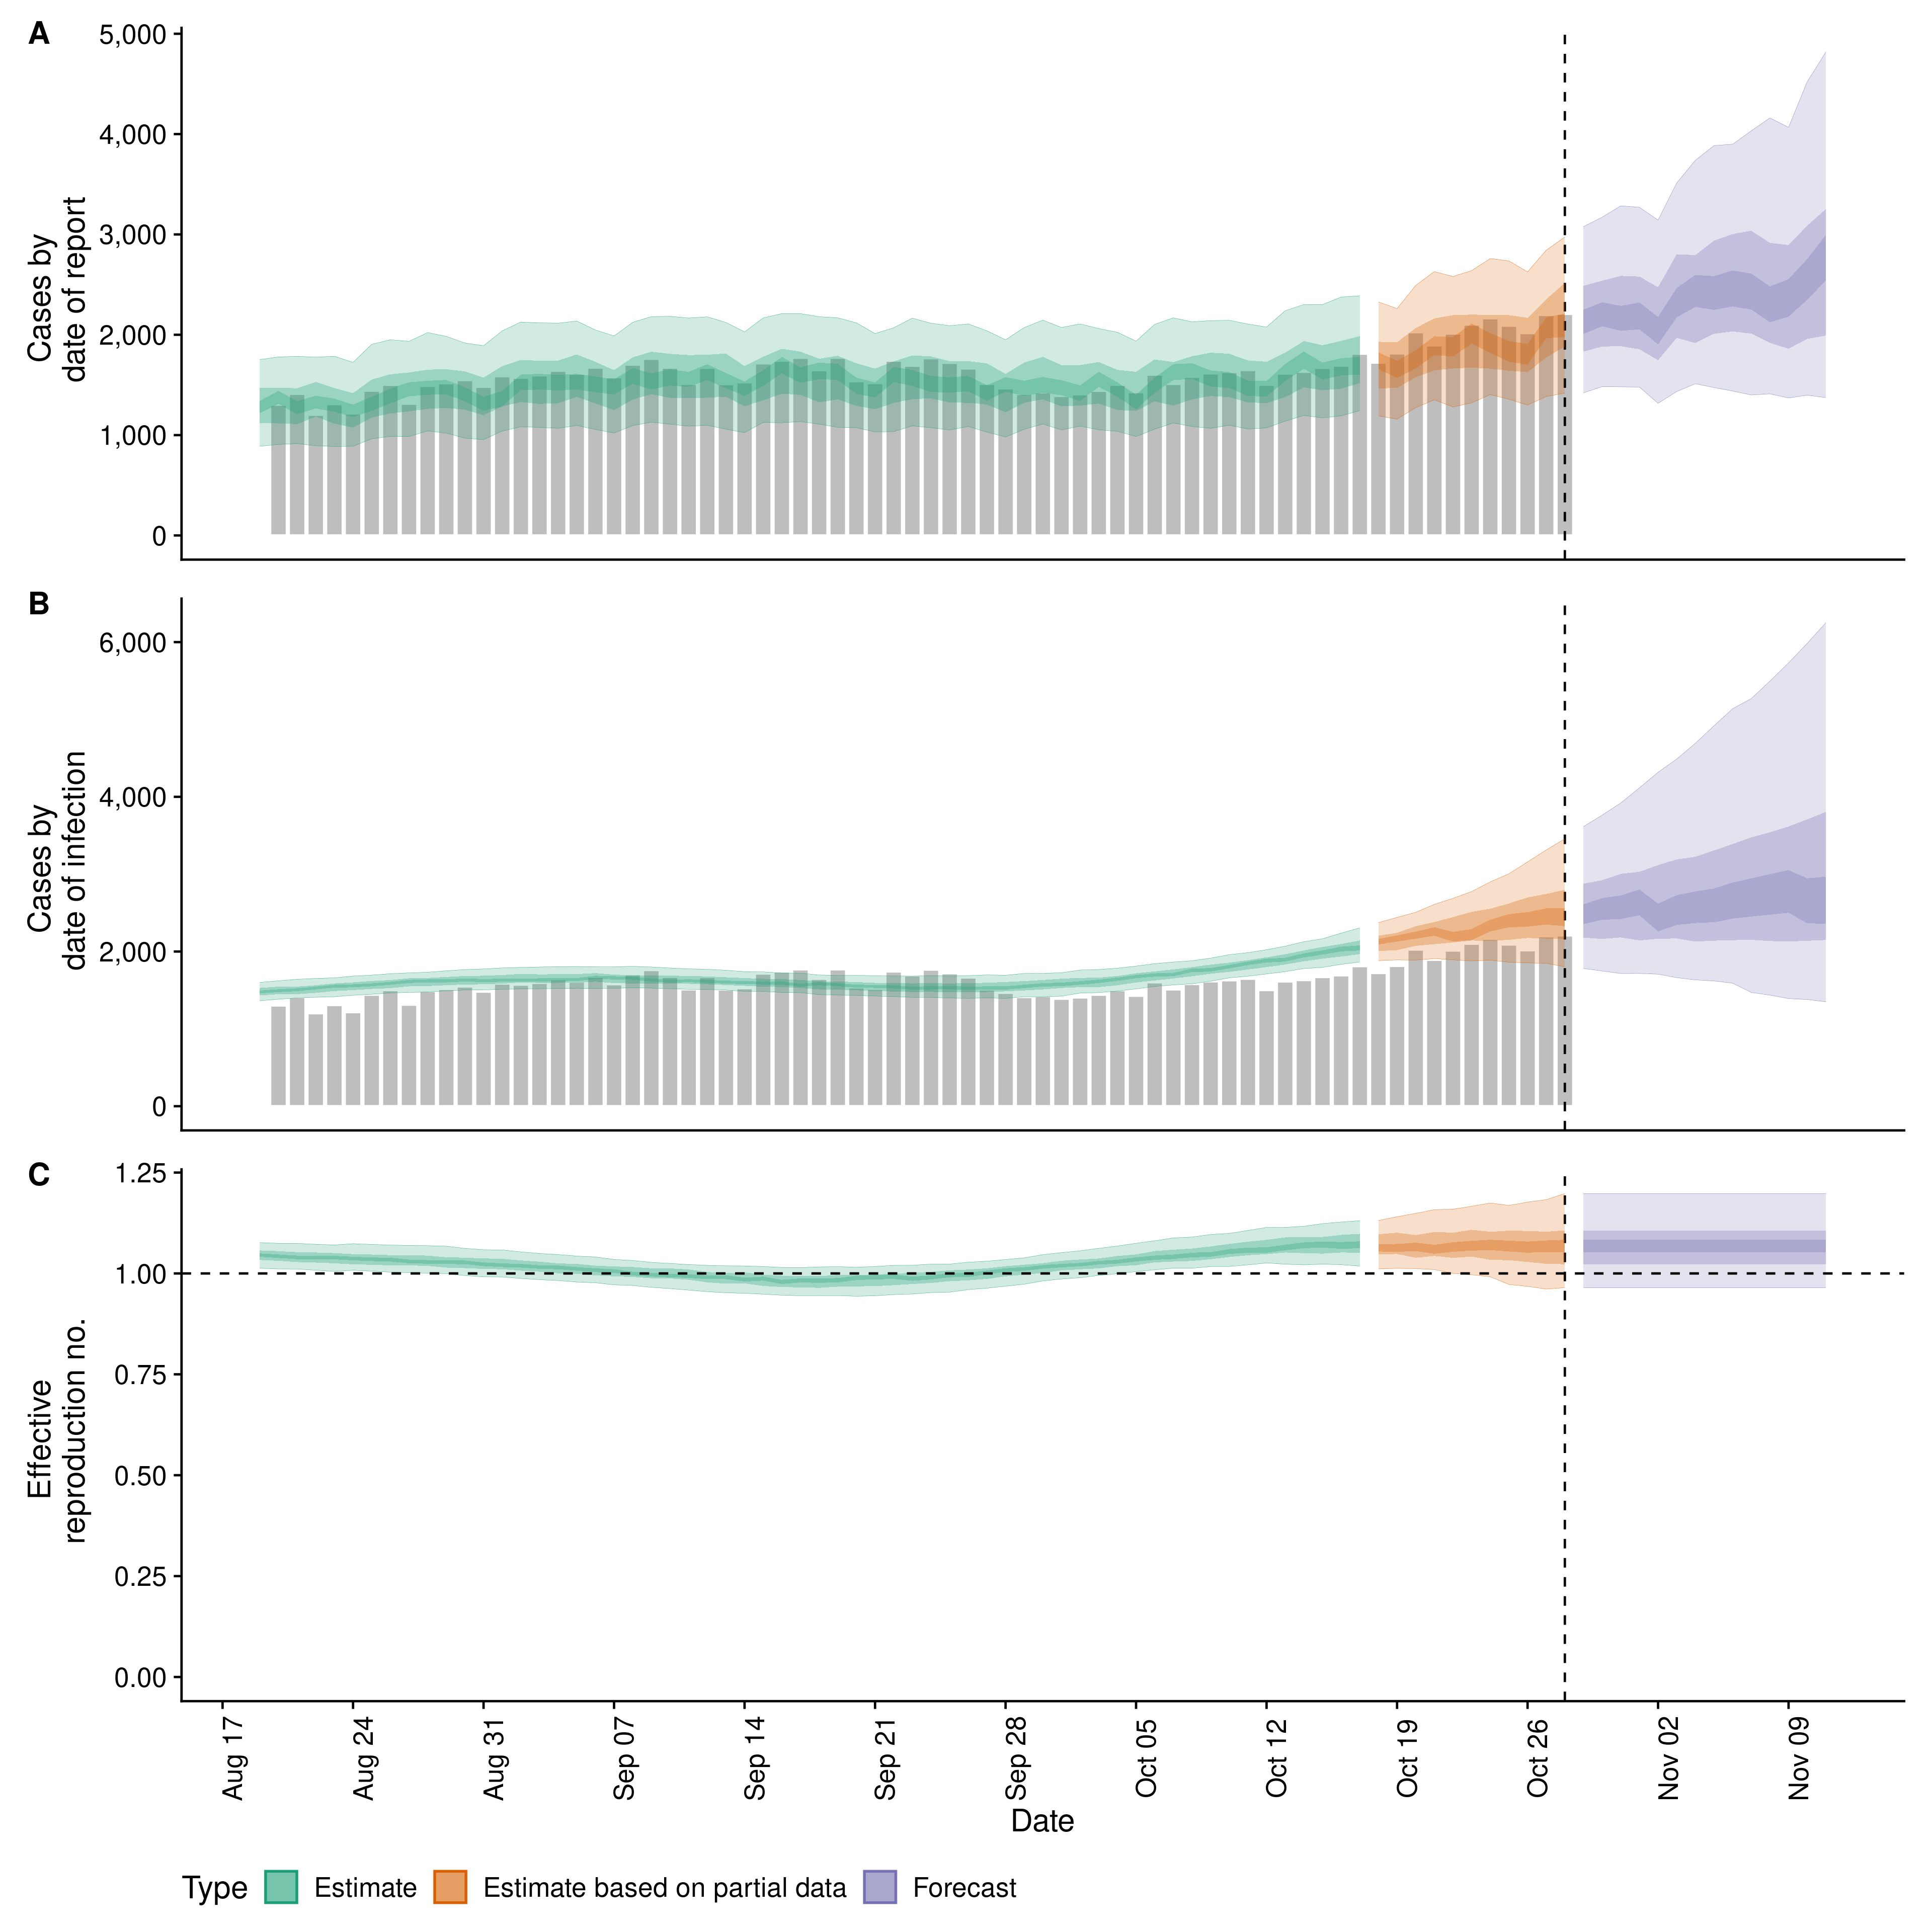 A
5,000
4,000
3,000
2,000
1,000
0
Cases by
date of report
B
6,000
4,000
2,000
0
Cases by
date of infection
C
1.25
1.00
0.75
0.50
0.25
0.00
Effective
reproduction no.
Aug 17
Aug 24
Aug 31
Sep 07
Sep 14
Sep 21
Sep 28
Oct 05
Oct 12
Oct 19
Oct 26
Nov 02
Nov 09
Date
Type Estimate Estimate based on partial data Forecast